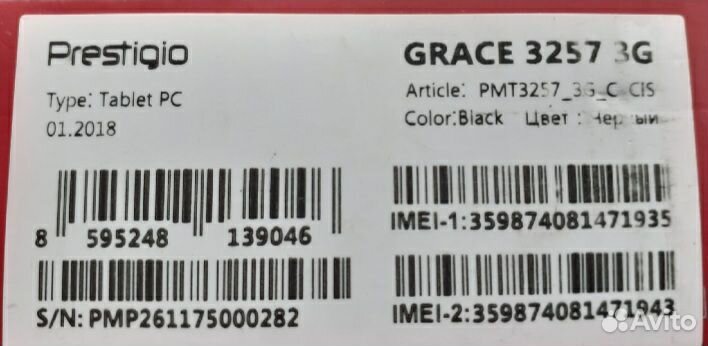 Prestigio
Type: Tablet PC
01.2018
8 595248 139046
S/N: PMP261175000282
GRACE 3257 3G
Article: PMT3257_3G_C_CIS
Color:Black Цвет : Черный
IMEI-1:359874081471935
IMEI-2:359874081471943
Avito